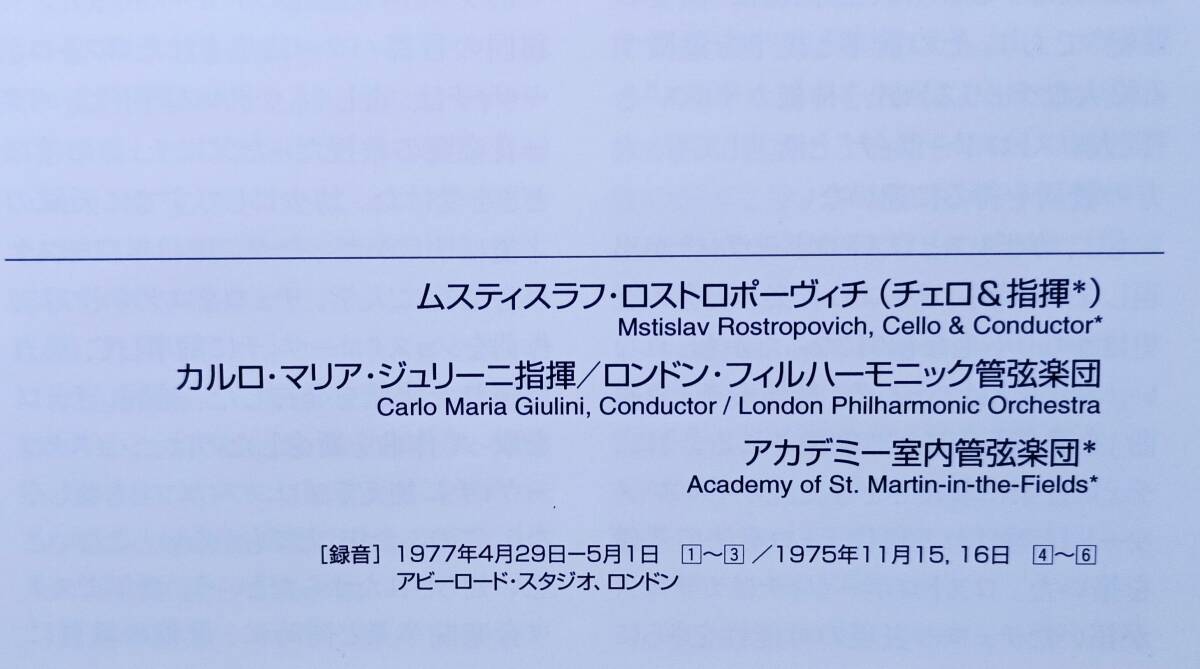 ムスティスラフ・ロストロポーヴィチ（チェロ＆指揮*）
Mstislav Rostropovich, Cello & Conductor*
カルロ・マリア・ジュリーニ指揮／ロンドン・フィルハーモニック管弦楽団
Carlo Maria Giulini, Conductor / London Philharmonic Orchestra
アカデミー室内管弦楽団*
Academy of St. Martin-in-the-Fields*
［録音］1977年4月29日－5月1日　1～3／1975年11月15, 16日　4～6
アビーロード・スタジオ、ロンドン